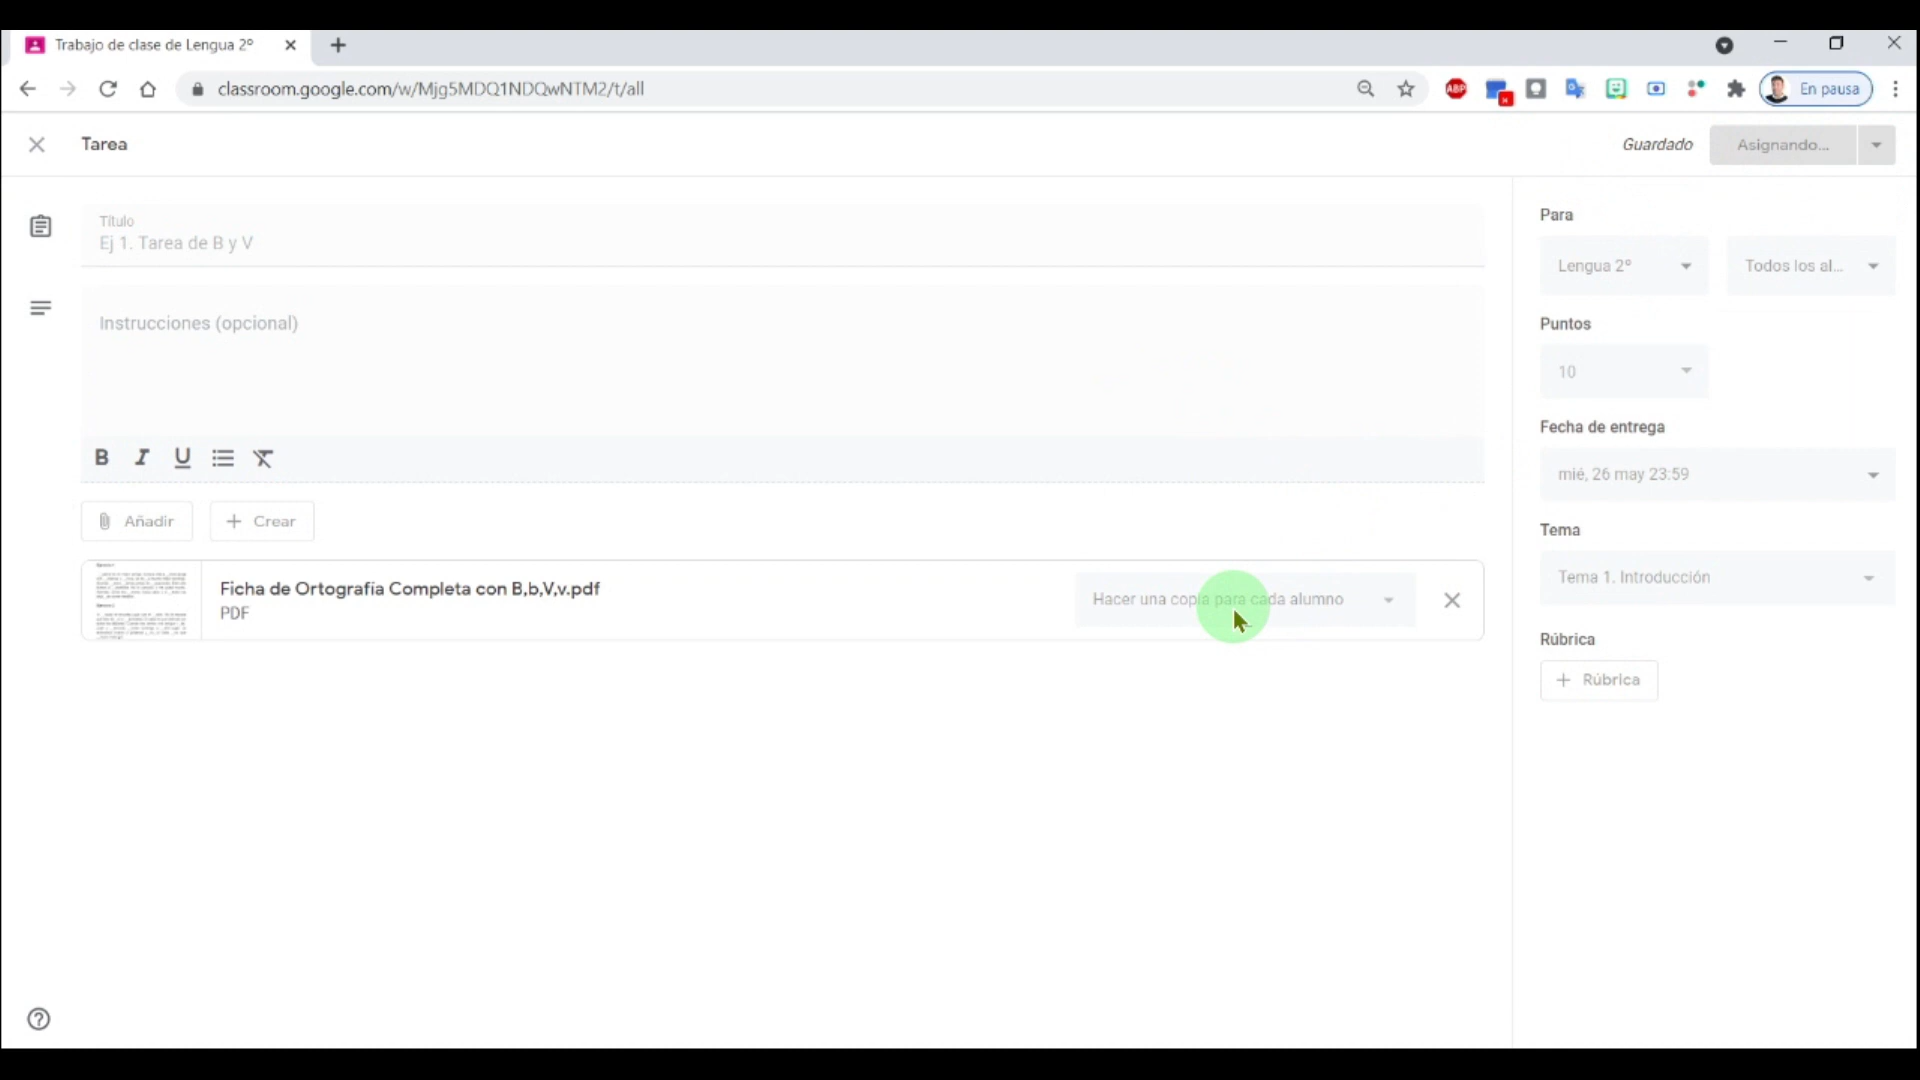 Trabajo de clase de Lengua 2º
classroom.google.com/w/Mjg5MDQ1NDQwNTM2/t/all
ABP
En pausa
Tarea
Guardado
Asignando...
Título
Ej 1. Tarea de B y V
Instrucciones (opcional)
B I U
Añadir
Crear
Ficha de Ortografía Completa con B,b,V,v.pdf
PDF
Hacer una copia para cada alumno
Para
Lengua 2º
Todos los al...
Puntos
10
Fecha de entrega
mié, 26 may 23:59
Tema
Tema 1. Introducción
Rúbrica
Rúbrica